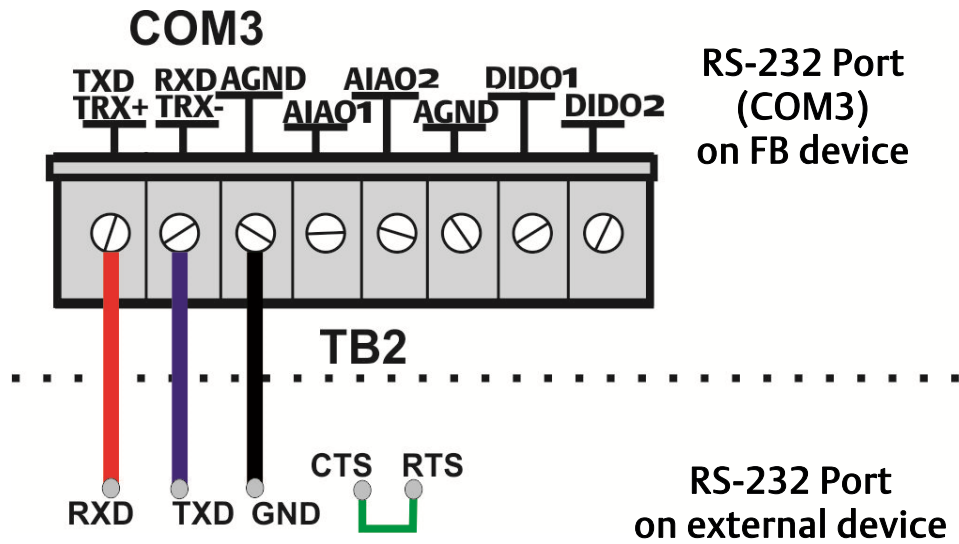 COM3
TXD RXD AGND AIAO2 DIDO1
TRX+ TRX- AIAO1 AGND DIDO2
RS-232 Port
(COM3)
on FB device
TB2
CTS RTS
RXD TXD GND
RS-232 Port
on external device